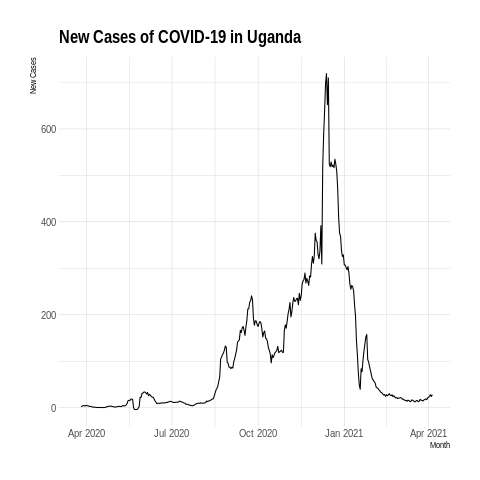 New Cases of COVID-19 in Uganda
New Cases
600
400
200
0
Apr 2020 Jul 2020 Oct 2020 Jan 2021 Apr 2021
Month